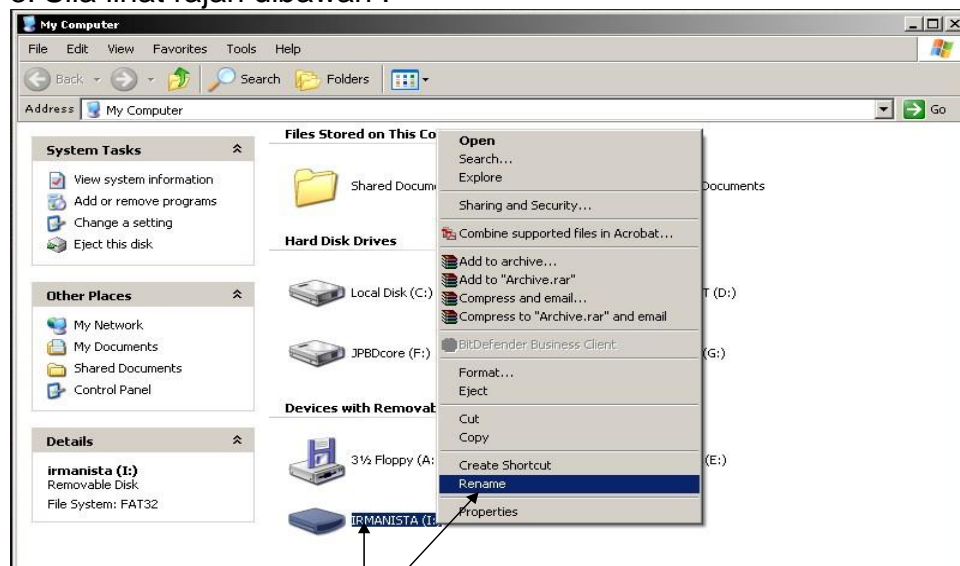 My Computer
File Edit View Favorites Tools Help
Back Search Folders
Address My Computer Go
System Tasks
View system information
Add or remove programs
Change a setting
Eject this disk
Other Places
My Network
My Documents
Shared Documents
Control Panel
Details
irmanista (I:)
Removable Disk
File System: FAT32
Files Stored on This Co
Shared Docum
Documents
Hard Disk Drives
Local Disk (C:)
T (D:)
JPBDcore (F:)
(G:)
Devices with Removab
3½ Floppy (A:
(E:)
IRMANISTA (I:)
Open
Search...
Explore
Sharing and Security...
Combine supported files in Acrobat...
Add to archive...
Add to "Archive.rar"
Compress and email...
Compress to "Archive.rar" and email
BitDefender Business Client
Format...
Eject
Cut
Copy
Create Shortcut
Rename
Properties